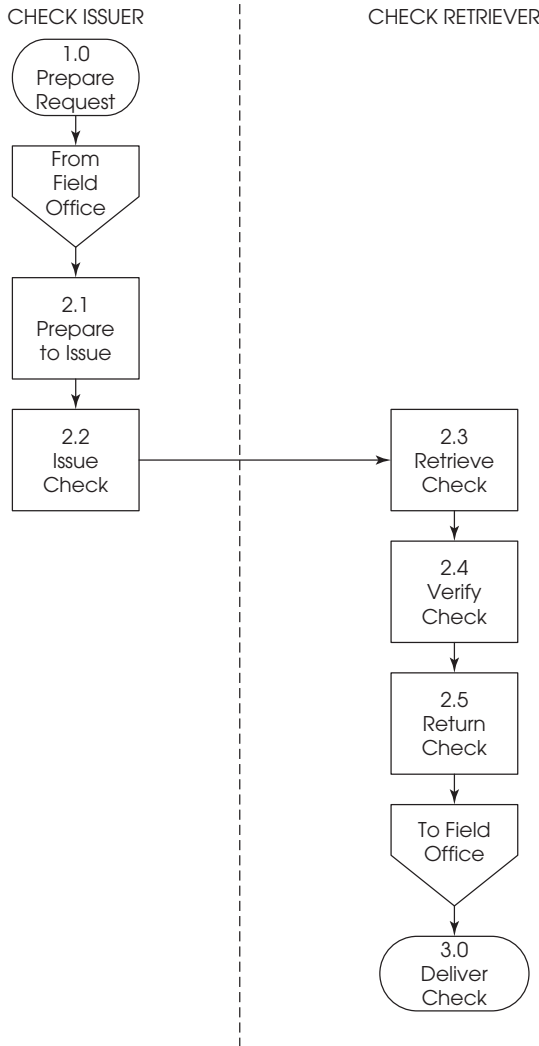 CHECK ISSUER
CHECK RETRIEVER
1.0
Prepare
Request
From
Field
Office
2.1
Prepare
to Issue
2.2
Issue
Check
2.3
Retrieve
Check
2.4
Verify
Check
2.5
Return
Check
To Field
Office
3.0
Deliver
Check